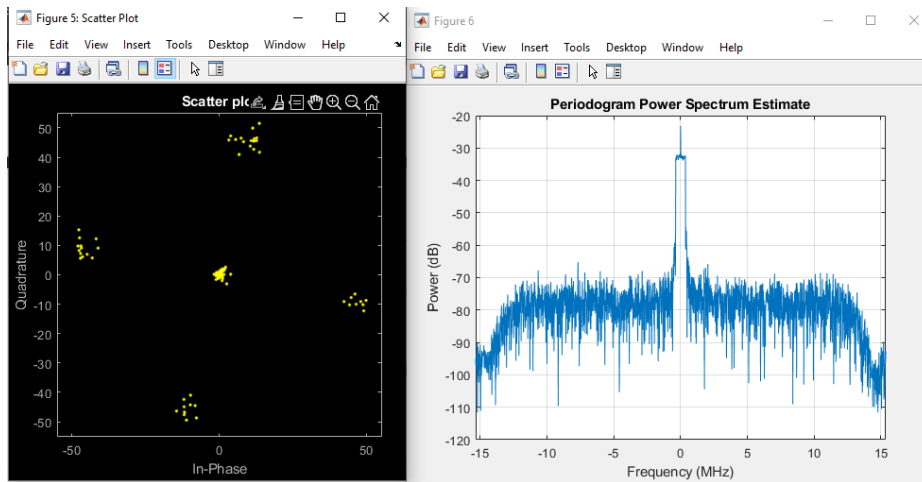 Figure 5: Scatter Plot
File Edit View Insert Tools Desktop Window Help
Scatter plo
50
40
30
20
10
0
-10
-20
-30
-40
-50
Quadrature
-50 0 50
In-Phase
Figure 6
File Edit View Insert Tools Desktop Window Help
Periodogram Power Spectrum Estimate
-20
-30
-40
-50
-60
-70
-80
-90
-100
-110
-120
Power (dB)
-15 -10 -5 0 5 10 15
Frequency (MHz)